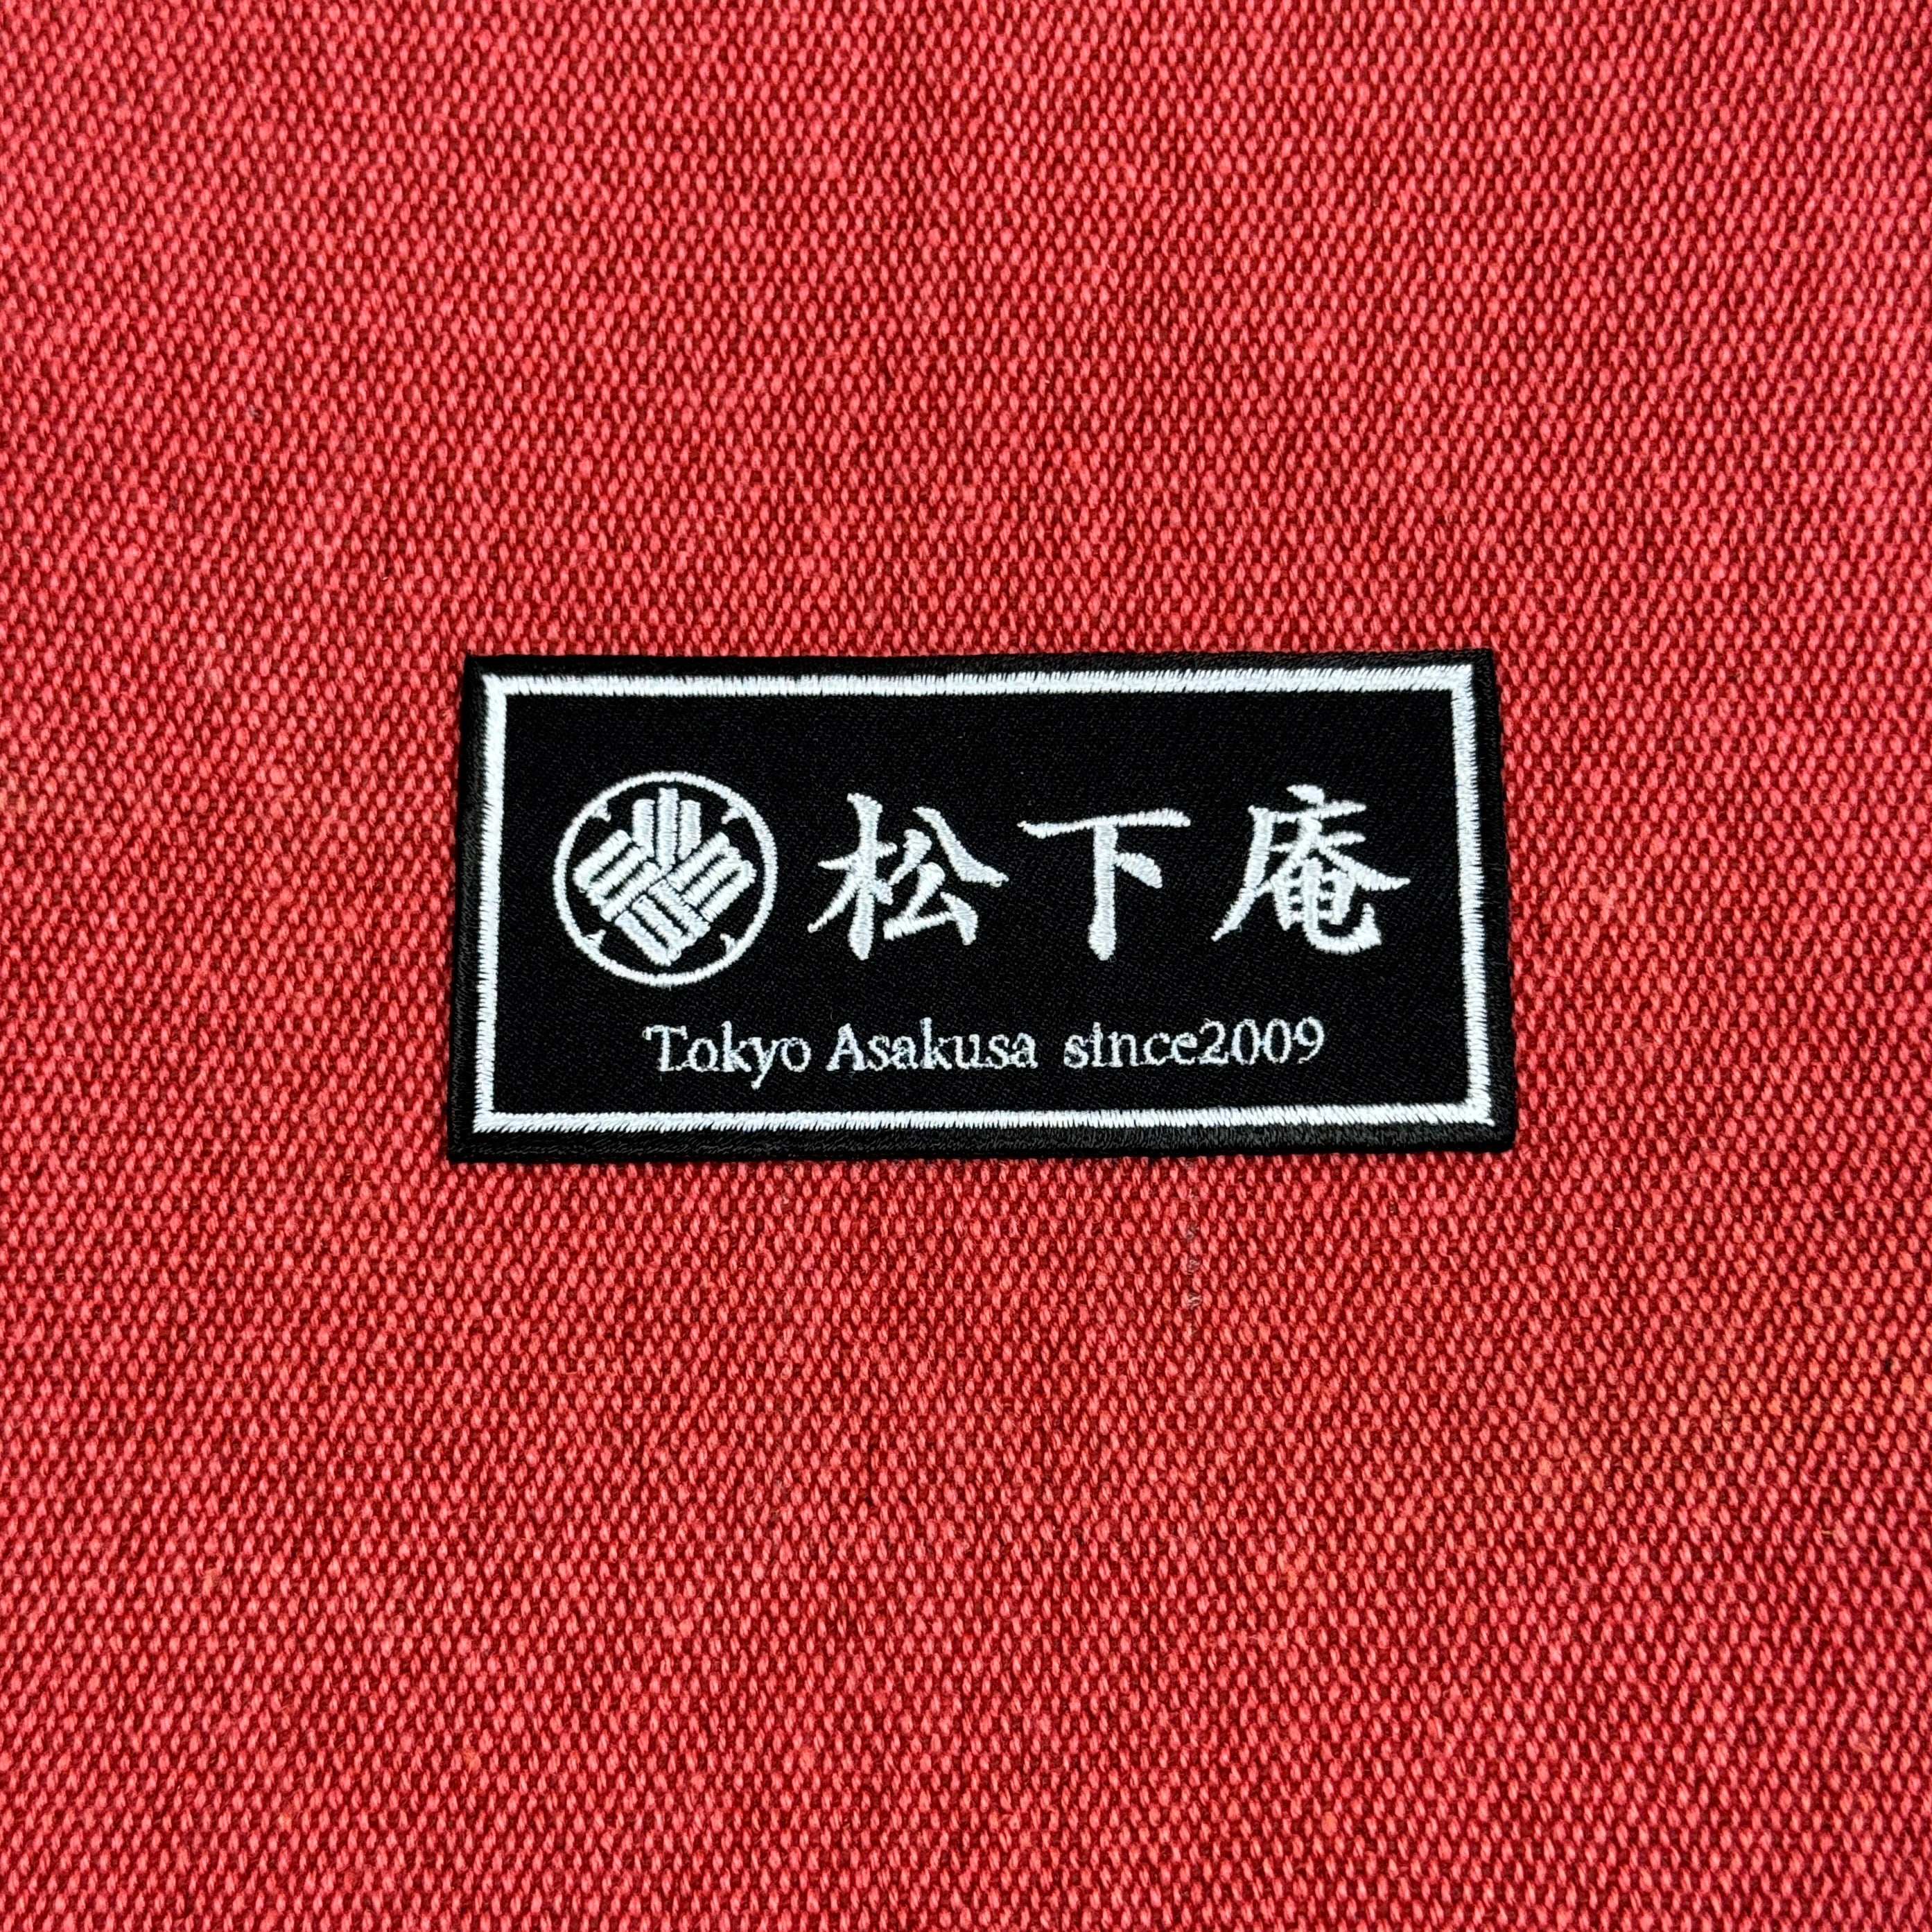 松下庵
Tokyo Asakusa since2009